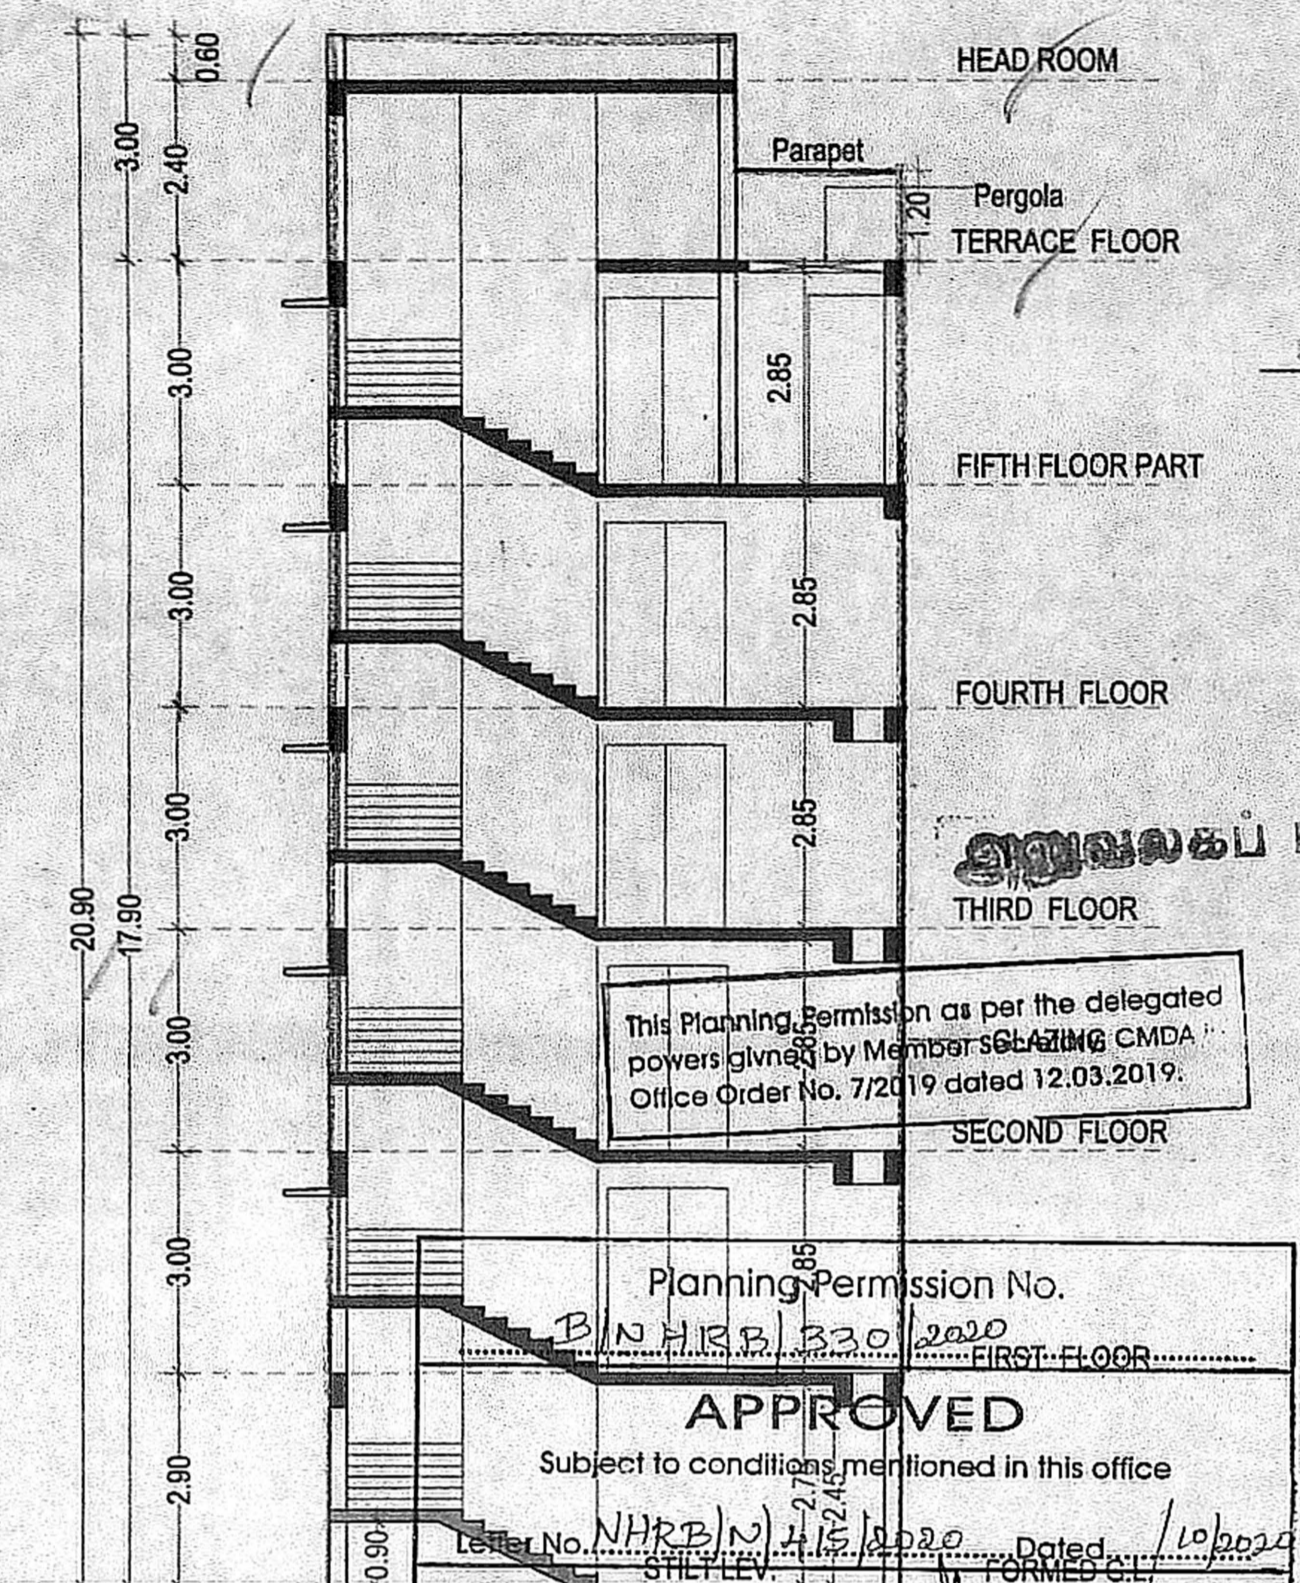 HEAD ROOM
0.60
3.00
2.40
Parapet
Pergola
1.20
TERRACE FLOOR
3.00
2.85
FIFTH FLOOR PART
3.00
2.85
FOURTH FLOOR
3.00
2.85
20.90
17.90
THIRD FLOOR
3.00
This Planning Permission as per the delegated
powers givned by Member Secretary CMDA
GLAZING
Office Order No. 7/2019 dated 12.03.2019.
SECOND FLOOR
3.00
2.85
Planning Permission No.
B/NHRB/330/2020
FIRST FLOOR
APPROVED
Subject to conditions mentioned in this office
2.90
2.45
Letter No. NHRB/N/415/2020 Dated /10/2020
0.90
STILT LEV.
FORMED G.L.